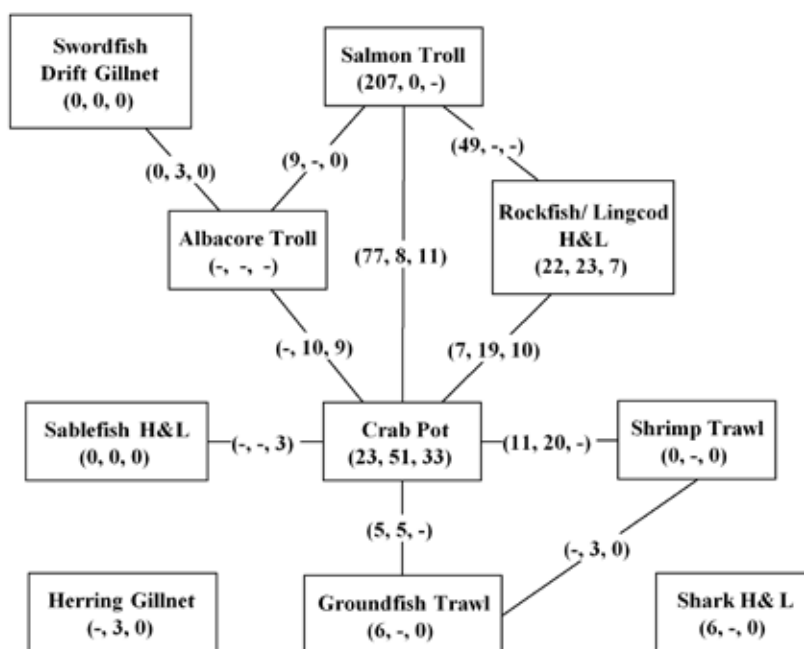 Swordfish
Drift Gillnet
(0, 0, 0)
Salmon Troll
(207, 0, -)
(0, 3, 0)
(9, -, 0)
(49, -, -)
Albacore Troll
(-, -, -)
(77, 8, 11)
Rockfish/ Lingcod
H&L
(22, 23, 7)
(-, 10, 9)
(7, 19, 10)
Sablefish H&L
(0, 0, 0)
(-, -, 3)
Crab Pot
(23, 51, 33)
(11, 20, -)
Shrimp Trawl
(0, -, 0)
(5, 5, -)
(-, 3, 0)
Herring Gillnet
(-, 3, 0)
Groundfish Trawl
(6, -, 0)
Shark H& L
(6, -, 0)